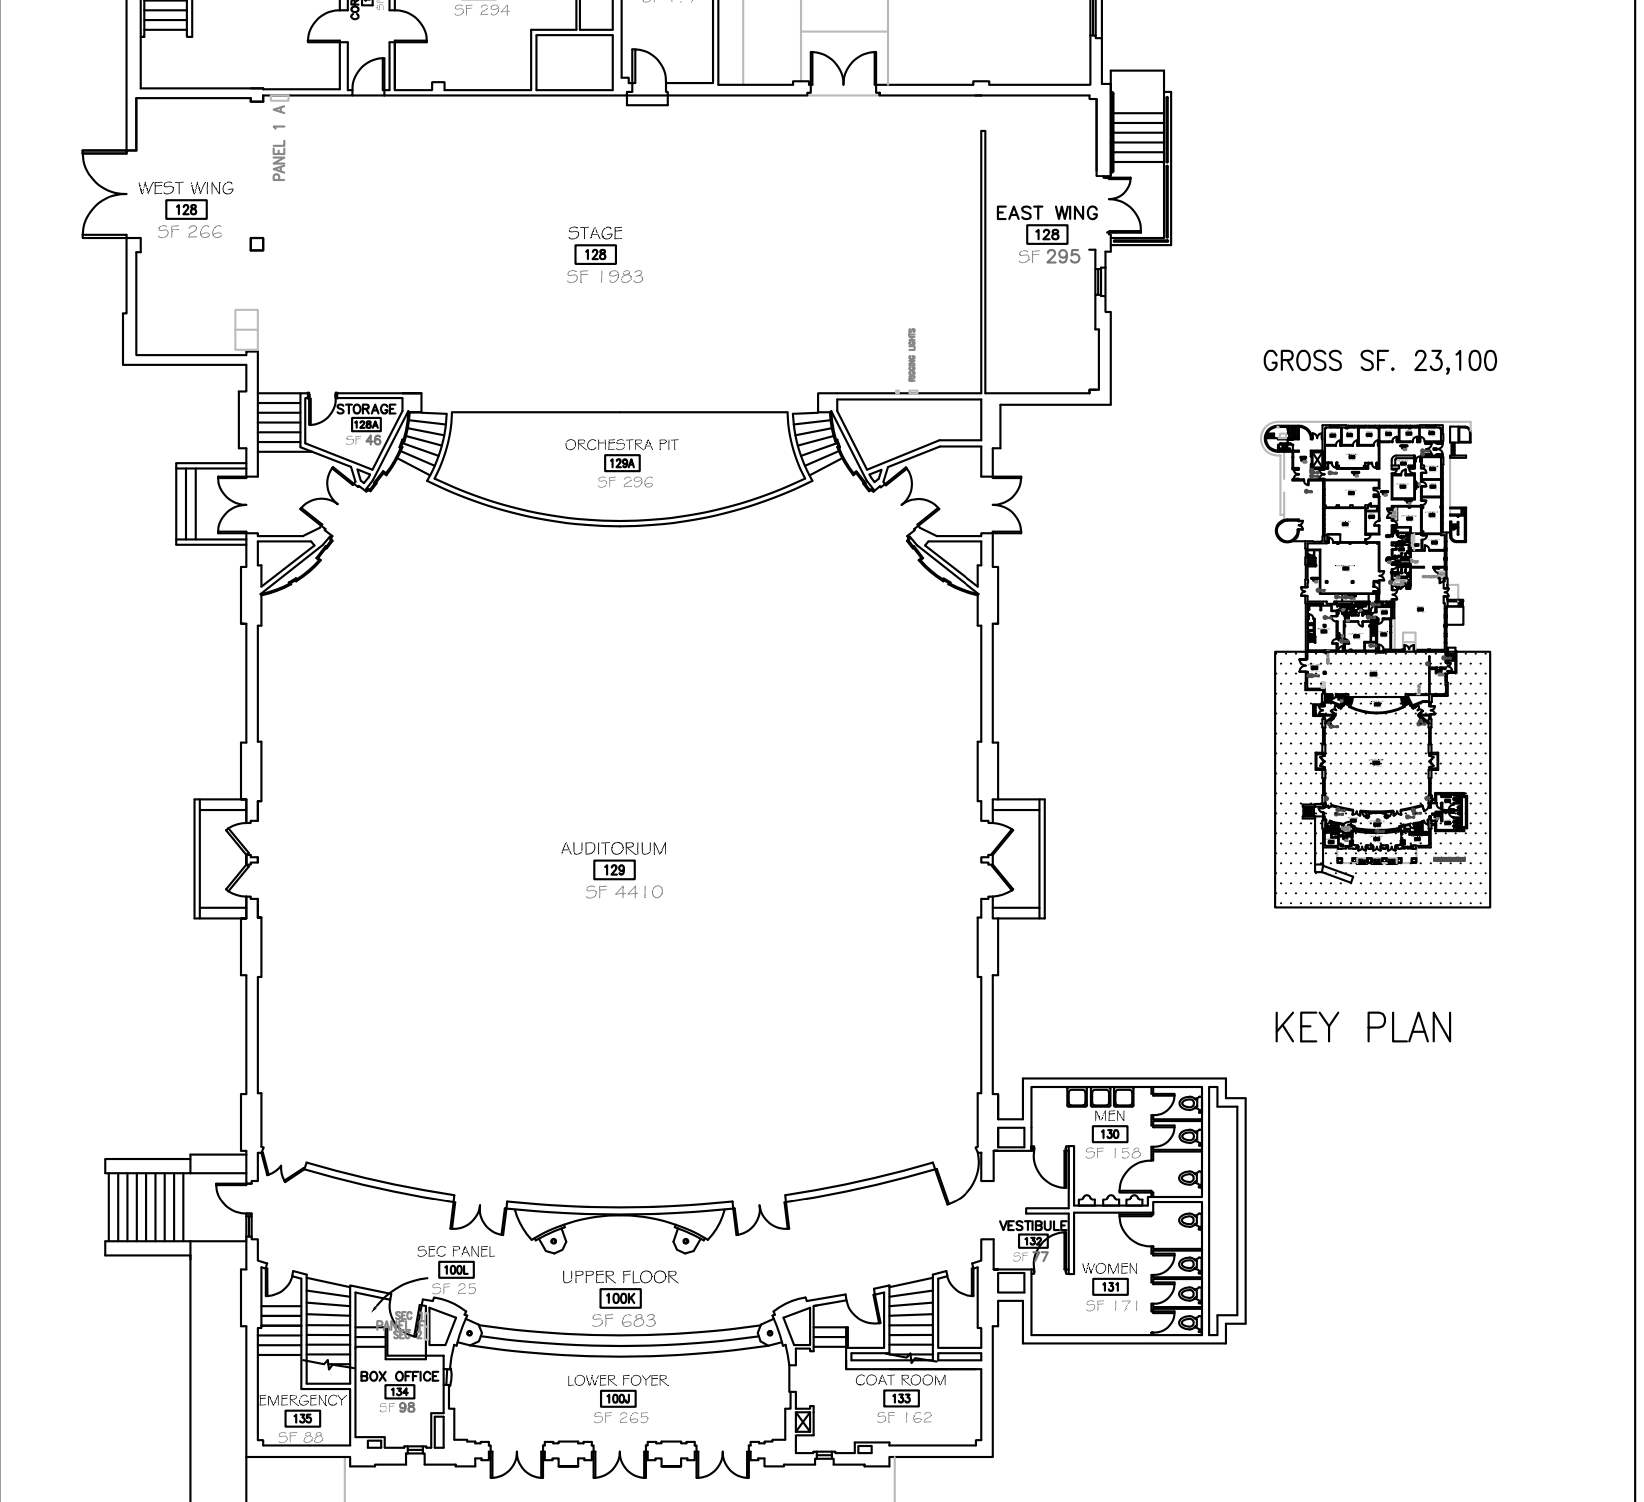 SF 294
WEST WING
128
SF 266
PANEL 1 A
STAGE
128
SF 1983
EAST WING
128
SF 295
RIGGING LIGHTS
GROSS SF. 23,100
STORAGE
128A
SF 46
ORCHESTRA PIT
129A
SF 296
AUDITORIUM
129
SF 4410
KEY PLAN
MEN
130
SF 158
VESTIBULE
132
SF 77
WOMEN
131
SF 171
SEC PANEL
100L
SF 25
UPPER FLOOR
100K
SF 683
BOX OFFICE
134
SF 98
LOWER FOYER
100J
SF 265
COAT ROOM
133
SF 162
EMERGENCY
135
SF 88